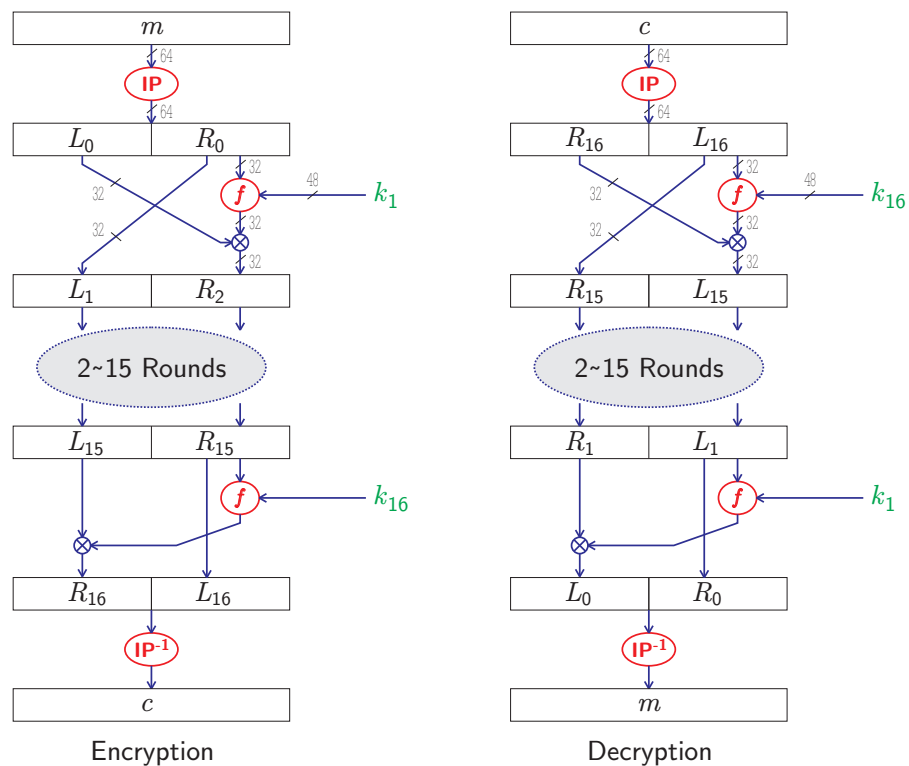 m
64
IP
64
L₀ R₀
32
32
f
48
k₁
32
32
32
L₁ R₂
2~15 Rounds
L₁₅ R₁₅
f
k₁₆
R₁₆ L₁₆
IP⁻¹
c
Encryption
c
64
IP
64
R₁₆ L₁₆
32
32
f
48
k₁₆
32
32
32
R₁₅ L₁₅
2~15 Rounds
R₁ L₁
f
k₁
L₀ R₀
IP⁻¹
m
Decryption